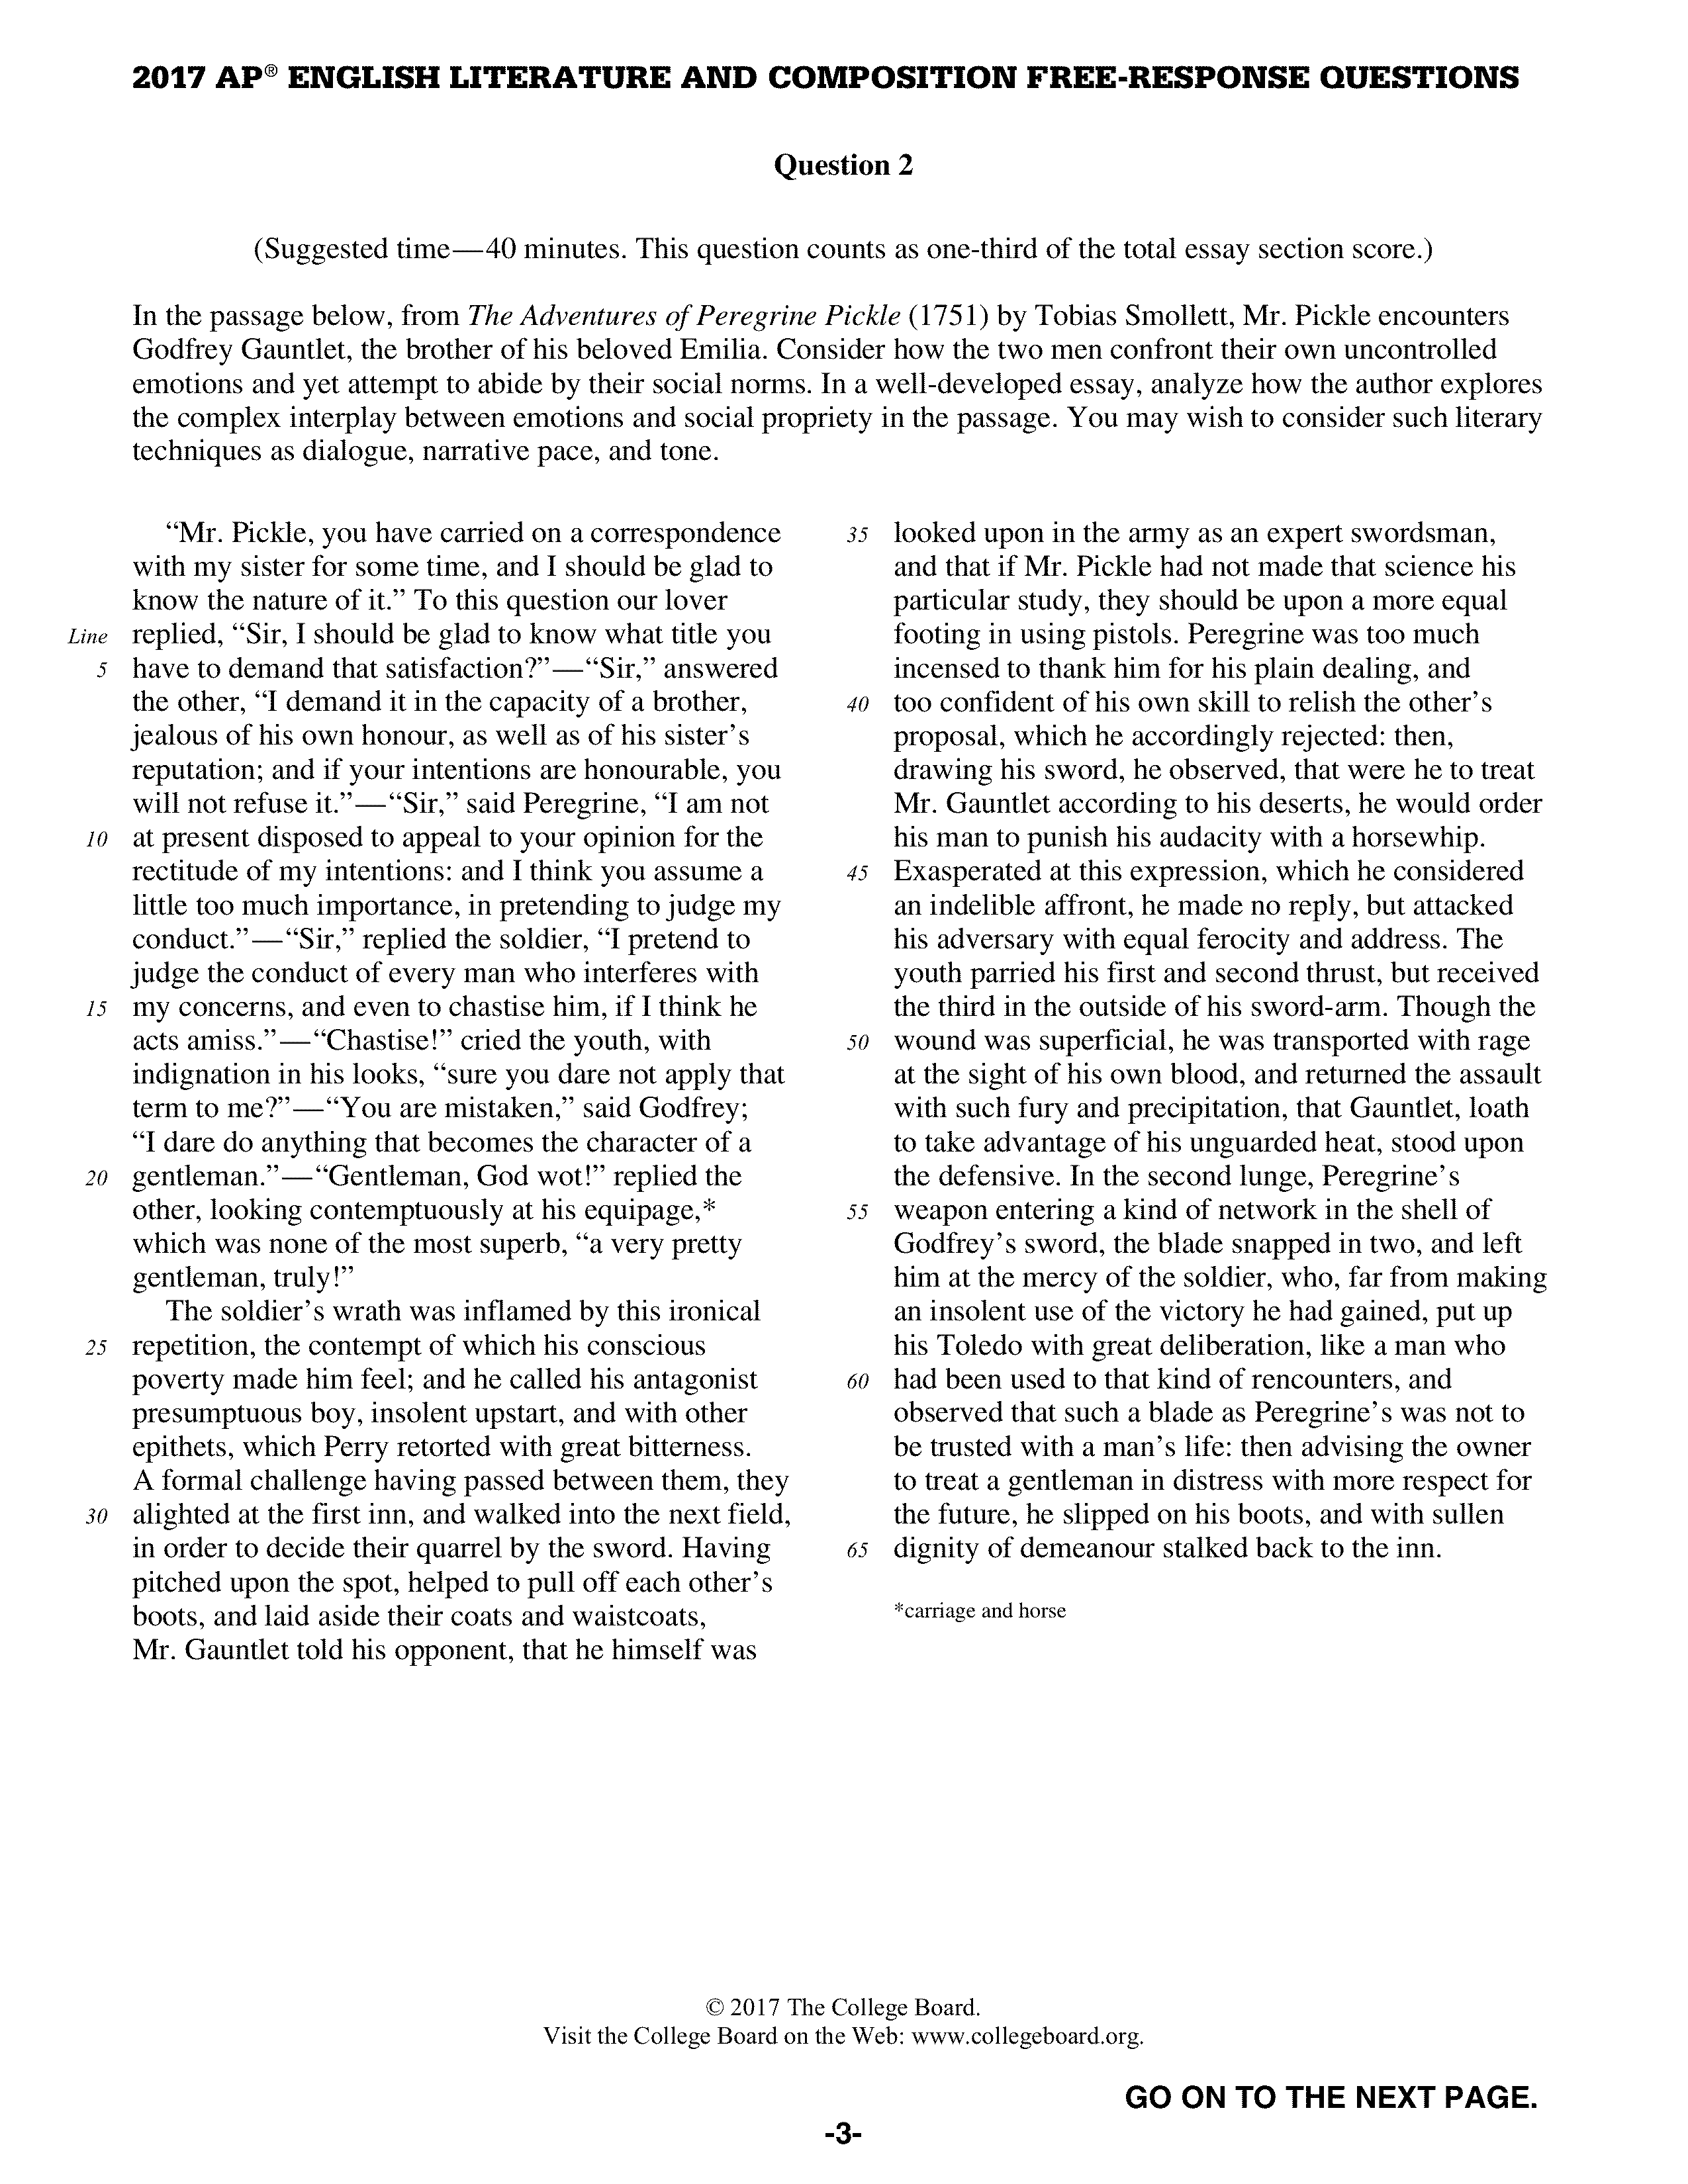 2017 AP® ENGLISH LITERATURE AND COMPOSITION FREE-RESPONSE QUESTIONS
Question 2
(Suggested time—40 minutes. This question counts as one-third of the total essay section score.)
In the passage below, from The Adventures of Peregrine Pickle (1751) by Tobias Smollett, Mr. Pickle encounters
Godfrey Gauntlet, the brother of his beloved Emilia. Consider how the two men confront their own uncontrolled
emotions and yet attempt to abide by their social norms. In a well-developed essay, analyze how the author explores
the complex interplay between emotions and social propriety in the passage. You may wish to consider such literary
techniques as dialogue, narrative pace, and tone.
“Mr. Pickle, you have carried on a correspondence
with my sister for some time, and I should be glad to
know the nature of it.” To this question our lover
Line replied, “Sir, I should be glad to know what title you
5 have to demand that satisfaction?”—“Sir,” answered
the other, “I demand it in the capacity of a brother,
jealous of his own honour, as well as of his sister’s
reputation; and if your intentions are honourable, you
will not refuse it.”—“Sir,” said Peregrine, “I am not
10 at present disposed to appeal to your opinion for the
rectitude of my intentions: and I think you assume a
little too much importance, in pretending to judge my
conduct.”—“Sir,” replied the soldier, “I pretend to
judge the conduct of every man who interferes with
15 my concerns, and even to chastise him, if I think he
acts amiss.”—“Chastise!” cried the youth, with
indignation in his looks, “sure you dare not apply that
term to me?”—“You are mistaken,” said Godfrey;
“I dare do anything that becomes the character of a
20 gentleman.”—“Gentleman, God wot!” replied the
other, looking contemptuously at his equipage,*
which was none of the most superb, “a very pretty
gentleman, truly!”
The soldier’s wrath was inflamed by this ironical
25 repetition, the contempt of which his conscious
poverty made him feel; and he called his antagonist
presumptuous boy, insolent upstart, and with other
epithets, which Perry retorted with great bitterness.
A formal challenge having passed between them, they
30 alighted at the first inn, and walked into the next field,
in order to decide their quarrel by the sword. Having
pitched upon the spot, helped to pull off each other’s
boots, and laid aside their coats and waistcoats,
Mr. Gauntlet told his opponent, that he himself was
35 looked upon in the army as an expert swordsman,
and that if Mr. Pickle had not made that science his
particular study, they should be upon a more equal
footing in using pistols. Peregrine was too much
incensed to thank him for his plain dealing, and
40 too confident of his own skill to relish the other’s
proposal, which he accordingly rejected: then,
drawing his sword, he observed, that were he to treat
Mr. Gauntlet according to his deserts, he would order
his man to punish his audacity with a horsewhip.
45 Exasperated at this expression, which he considered
an indelible affront, he made no reply, but attacked
his adversary with equal ferocity and address. The
youth parried his first and second thrust, but received
the third in the outside of his sword-arm. Though the
50 wound was superficial, he was transported with rage
at the sight of his own blood, and returned the assault
with such fury and precipitation, that Gauntlet, loath
to take advantage of his unguarded heat, stood upon
the defensive. In the second lunge, Peregrine’s
55 weapon entering a kind of network in the shell of
Godfrey’s sword, the blade snapped in two, and left
him at the mercy of the soldier, who, far from making
an insolent use of the victory he had gained, put up
his Toledo with great deliberation, like a man who
60 had been used to that kind of rencounters, and
observed that such a blade as Peregrine’s was not to
be trusted with a man’s life: then advising the owner
to treat a gentleman in distress with more respect for
the future, he slipped on his boots, and with sullen
65 dignity of demeanour stalked back to the inn.
*carriage and horse
© 2017 The College Board.
Visit the College Board on the Web: www.collegeboard.org.
GO ON TO THE NEXT PAGE.
-3-